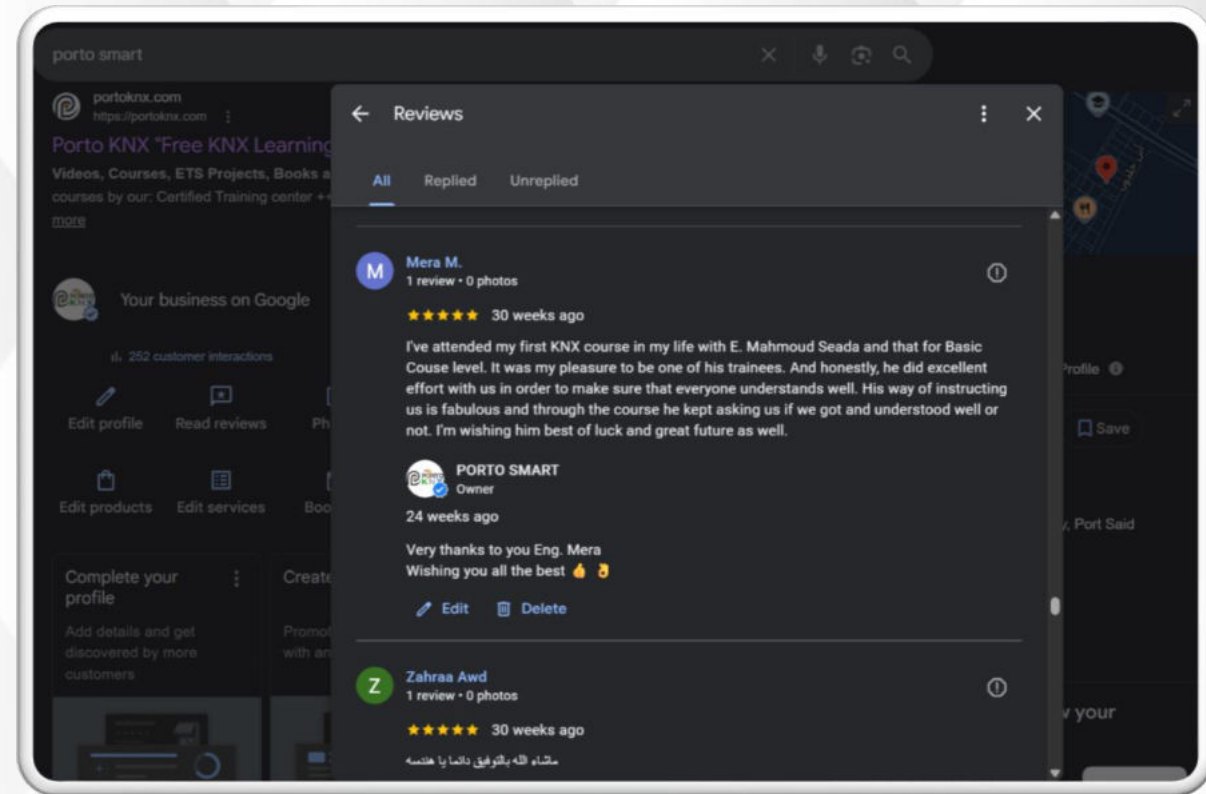 porto smart
portoknx.com
https://portoknx.com
Porto KNX "Free KNX Learning
Videos, Courses, ETS Projects, Books a
courses by our: Certified Training center ++
more
Your business on Google
252 customer interactions
Edit profile Read reviews Ph
Edit products Edit services Boo
Complete your
profile
Add details and get
discovered by more
customers
Create
Promot
with an
Reviews
All Replied Unreplied
M
Mera M.
1 review • 0 photos
30 weeks ago
I've attended my first KNX course in my life with E. Mahmoud Seada and that for Basic
Couse level. It was my pleasure to be one of his trainees. And honestly, he did excellent
effort with us in order to make sure that everyone understands well. His way of instructing
us is fabulous and through the course he kept asking us if we got and understood well or
not. I'm wishing him best of luck and great future as well.
PORTO SMART
Owner
24 weeks ago
Very thanks to you Eng. Mera
Wishing you all the best 👍 👌
Edit Delete
Z
Zahraa Awd
1 review • 0 photos
30 weeks ago
ماشاء الله بالتوفيق دائما يا هندسه
Profile
Save
y, Port Said
v your